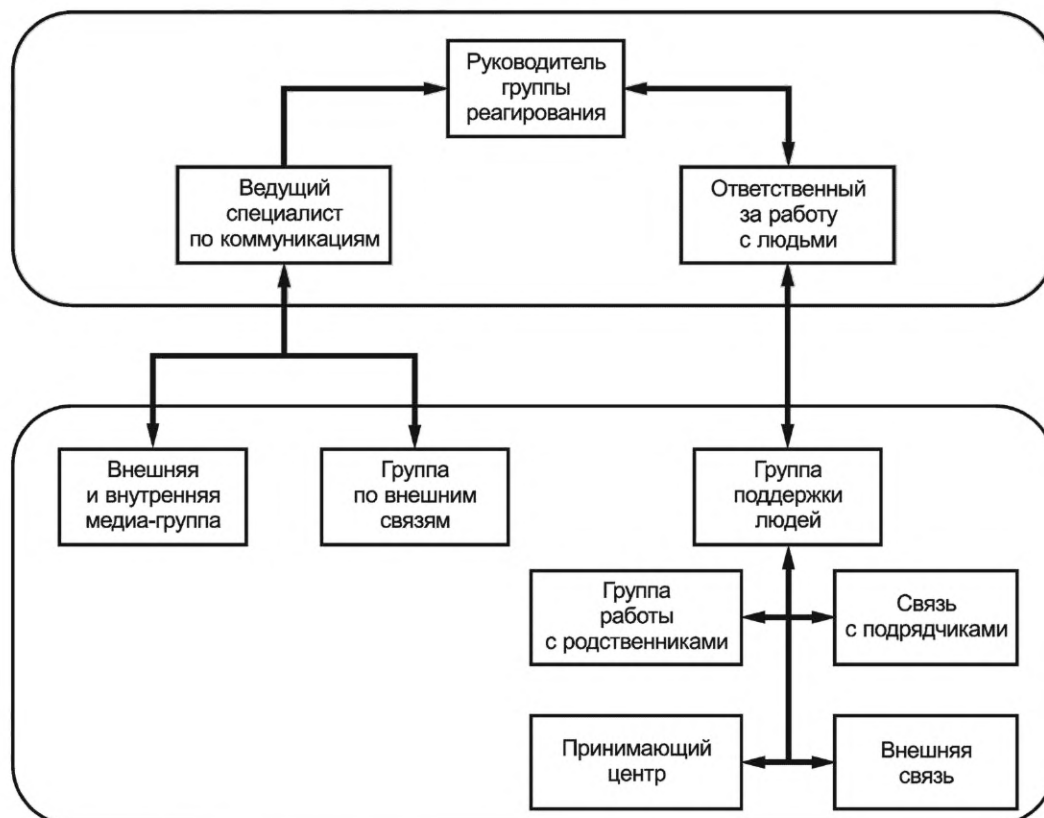 Руководитель
группы
реагирования
Ведущий
специалист
по коммуникациям
Ответственный
за работу
с людьми
Внешняя
и внутренняя
медиа-группа
Группа
по внешним
связям
Группа
поддержки
людей
Группа
работы
с родственниками
Связь
с подрядчиками
Принимающий
центр
Внешняя
связь